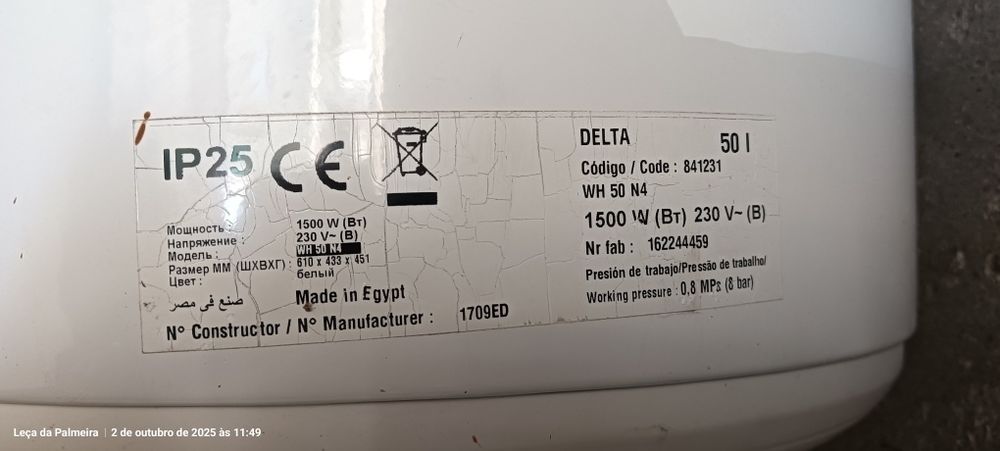 IP25 CE
Мощность : 1500 W (Вт)
Напряжение : 230 V~ (В)
Модель : WH 50 N4
Размер ММ (ШХВХГ) : 610 x 433 x 451
Цвет : белый
صنع في مصر Made in Egypt
N° Constructor / N° Manufacturer : 1709ED
DELTA 50 l
Código / Code : 841231
WH 50 N4
1500 W (Вт) 230 V~ (В)
Nr fab : 162244459
Presión de trabajo/Pressão de trabalho/
Working pressure : 0,8 MPs (8 bar)
Leça da Palmeira | 2 de outubro de 2025 às 11:49